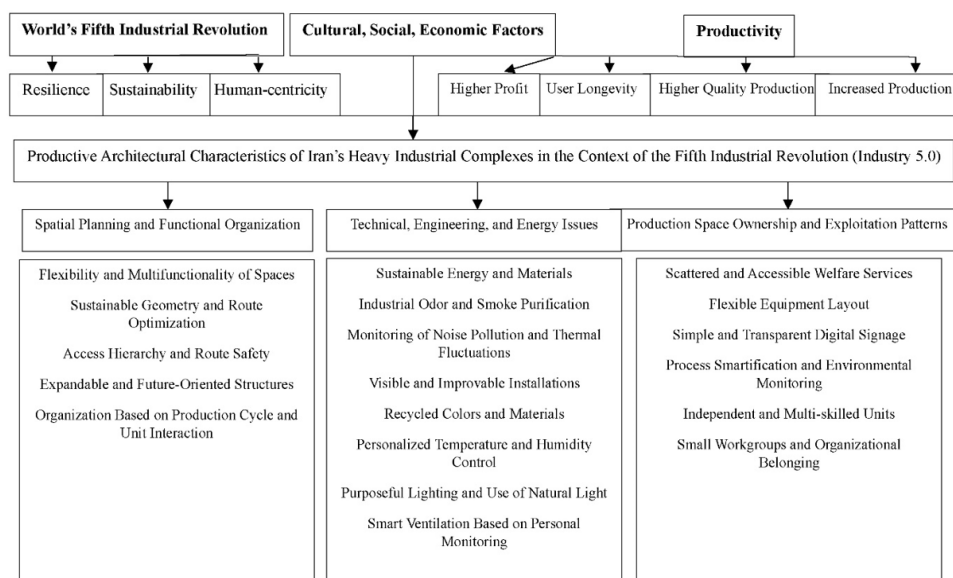 World's Fifth Industrial Revolution
Cultural, Social, Economic Factors
Productivity
Resilience
Sustainability
Human-centricity
Higher Profit
User Longevity
Higher Quality Production
Increased Production
Productive Architectural Characteristics of Iran's Heavy Industrial Complexes in the Context of the Fifth Industrial Revolution (Industry 5.0)
Spatial Planning and Functional Organization
Technical, Engineering, and Energy Issues
Production Space Ownership and Exploitation Patterns
Flexibility and Multifunctionality of Spaces
Sustainable Geometry and Route
Optimization
Access Hierarchy and Route Safety
Expandable and Future-Oriented Structures
Organization Based on Production Cycle and
Unit Interaction
Sustainable Energy and Materials
Industrial Odor and Smoke Purification
Monitoring of Noise Pollution and Thermal
Fluctuations
Visible and Improvable Installations
Recycled Colors and Materials
Personalized Temperature and Humidity
Control
Purposeful Lighting and Use of Natural Light
Smart Ventilation Based on Personal
Monitoring
Scattered and Accessible Welfare Services
Flexible Equipment Layout
Simple and Transparent Digital Signage
Process Smartification and Environmental
Monitoring
Independent and Multi-skilled Units
Small Workgroups and Organizational
Belonging